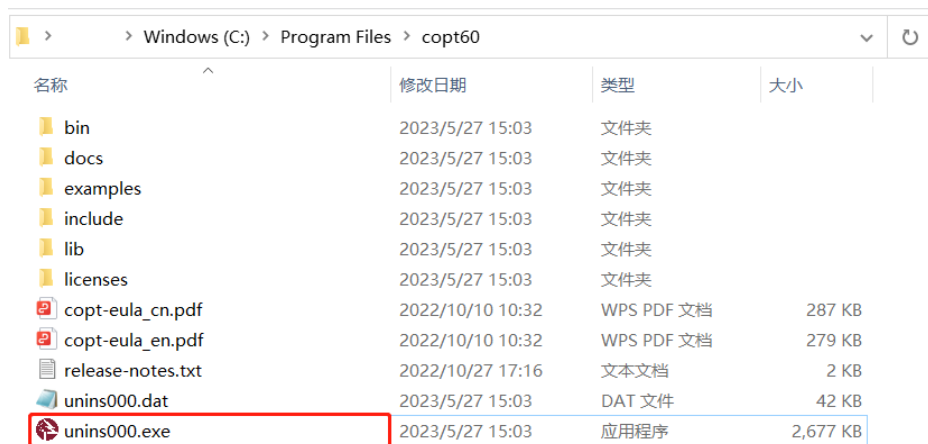 Windows (C:) > Program Files > copt60
名称 修改日期 类型 大小
bin 2023/5/27 15:03 文件夹
docs 2023/5/27 15:03 文件夹
examples 2023/5/27 15:03 文件夹
include 2023/5/27 15:03 文件夹
lib 2023/5/27 15:03 文件夹
licenses 2023/5/27 15:03 文件夹
copt-eula_cn.pdf 2022/10/10 10:32 WPS PDF 文档 287 KB
copt-eula_en.pdf 2022/10/10 10:32 WPS PDF 文档 279 KB
release-notes.txt 2022/10/27 17:16 文本文档 2 KB
unins000.dat 2023/5/27 15:03 DAT 文件 42 KB
unins000.exe 2023/5/27 15:03 应用程序 2,677 KB